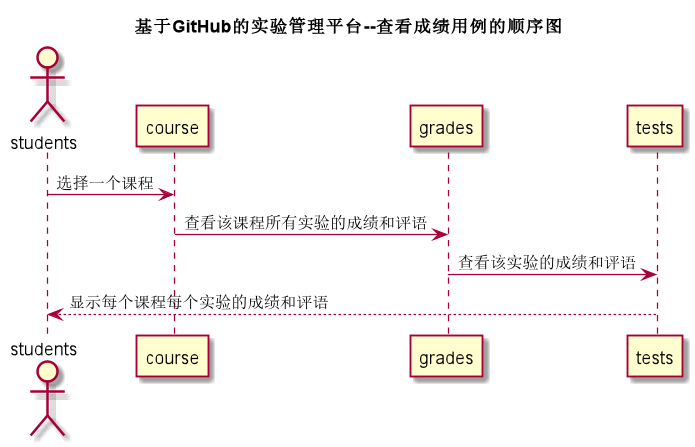 基于GitHub的实验管理平台--查看成绩用例的顺序图
students
course
grades
tests
选择一个课程
查看该课程所有实验的成绩和评语
查看该实验的成绩和评语
显示每个课程每个实验的成绩和评语
students
course
grades
tests